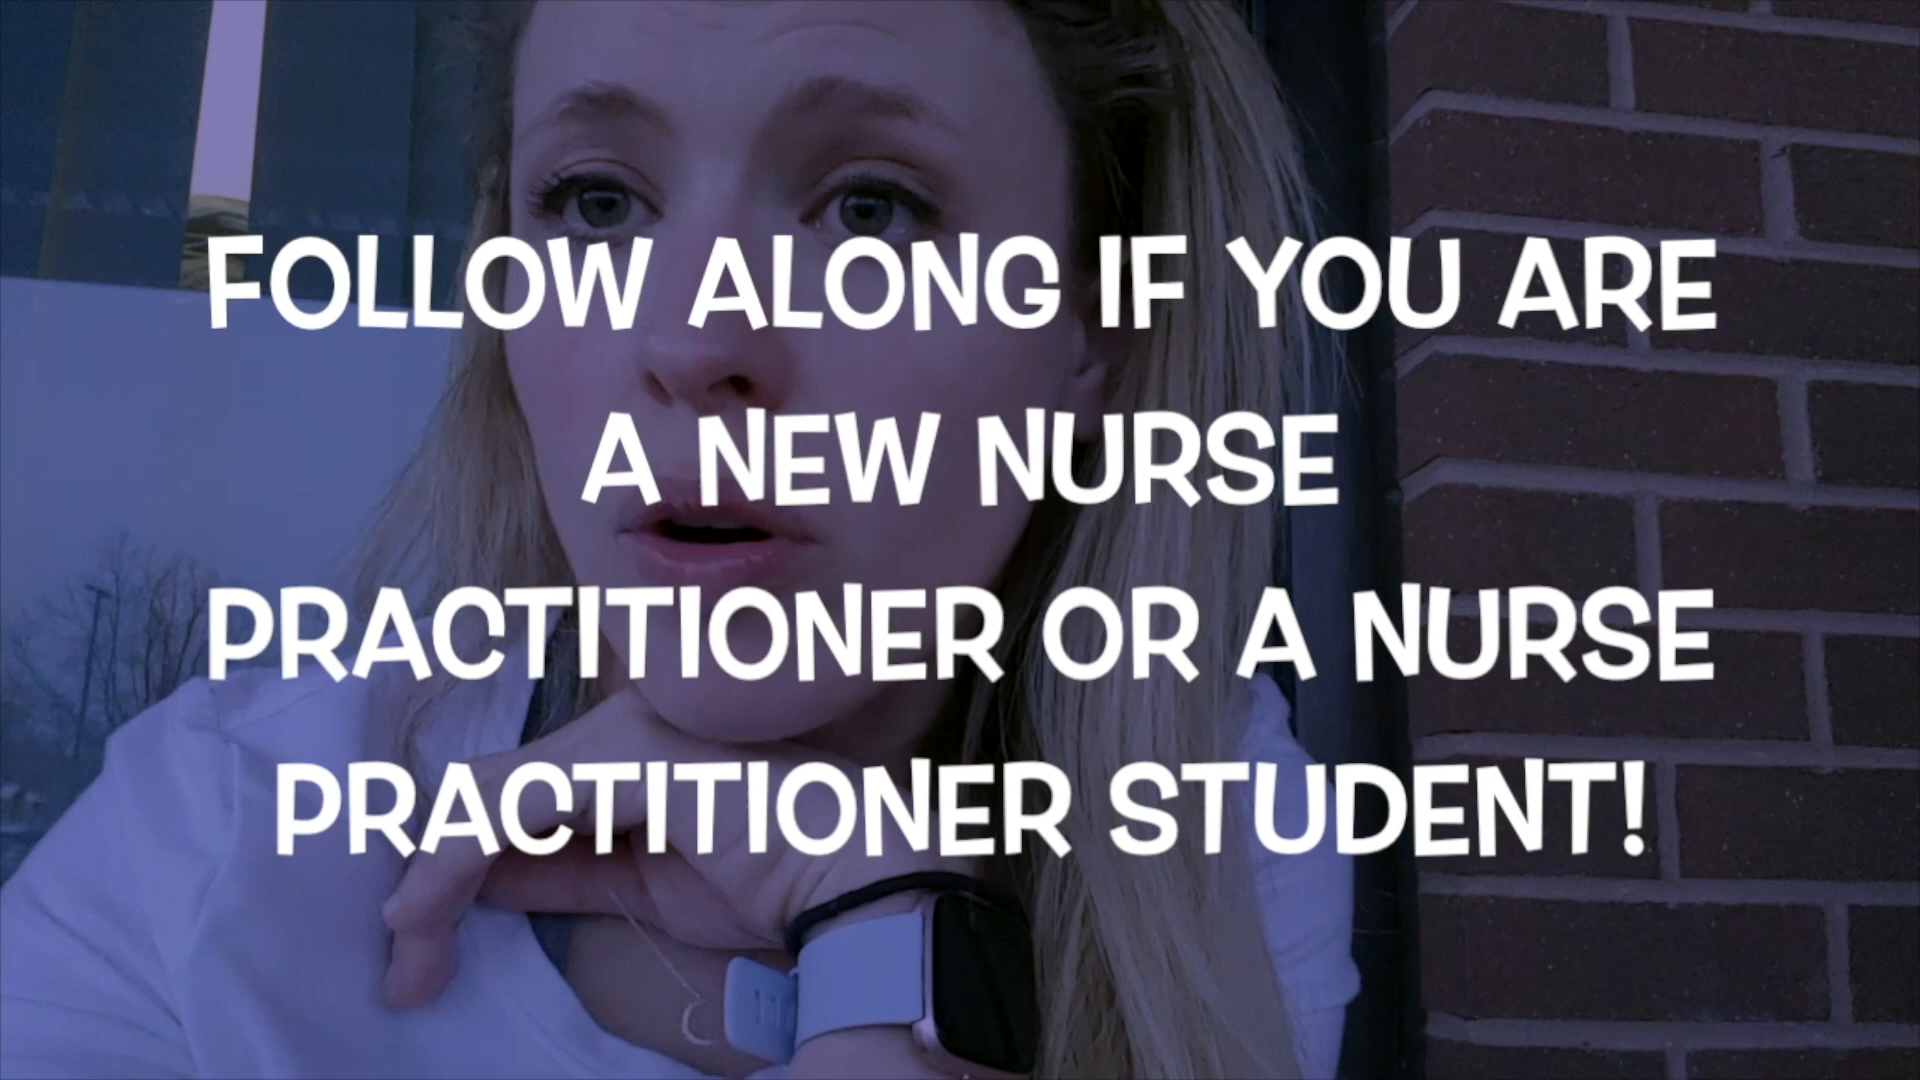 FOLLOW ALONG IF YOU ARE
A NEW NURSE
PRACTITIONER OR A NURSE
PRACTITIONER STUDENT!